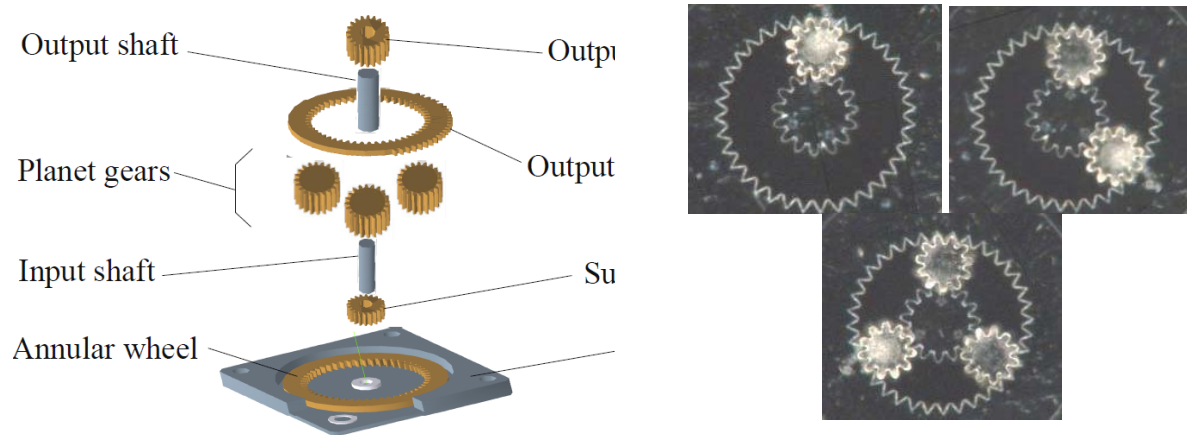 Output shaft
Outpu
Planet gears
Output
Input shaft
Su
Annular wheel